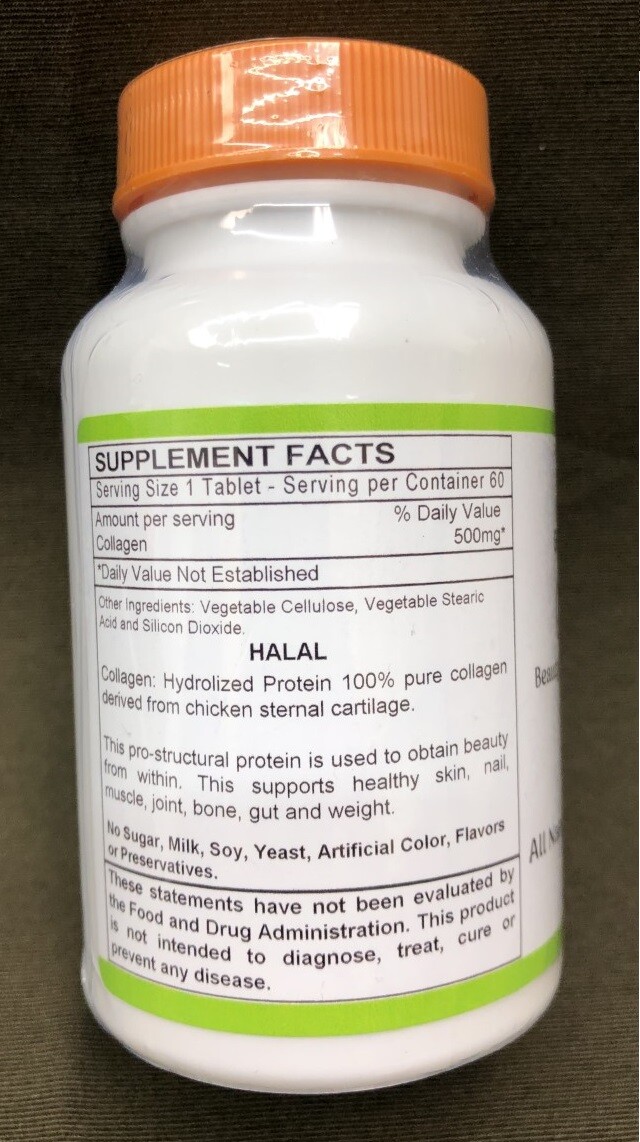 SUPPLEMENT FACTS
Serving Size 1 Tablet - Serving per Container 60
Amount per serving % Daily Value
Collagen 500mg*
*Daily Value Not Established
Other Ingredients: Vegetable Cellulose, Vegetable Stearic
Acid and Silicon Dioxide.
HALAL
Collagen: Hydrolized Protein 100% pure collagen
derived from chicken sternal cartilage.
This pro-structural protein is used to obtain beauty
from within. This supports healthy skin, nail,
muscle, joint, bone, gut and weight.
No Sugar, Milk, Soy, Yeast, Artificial Color, Flavors
or Preservatives.
These statements have not been evaluated by
the Food and Drug Administration. This product
is not intended to diagnose, treat, cure or
prevent any disease.
All